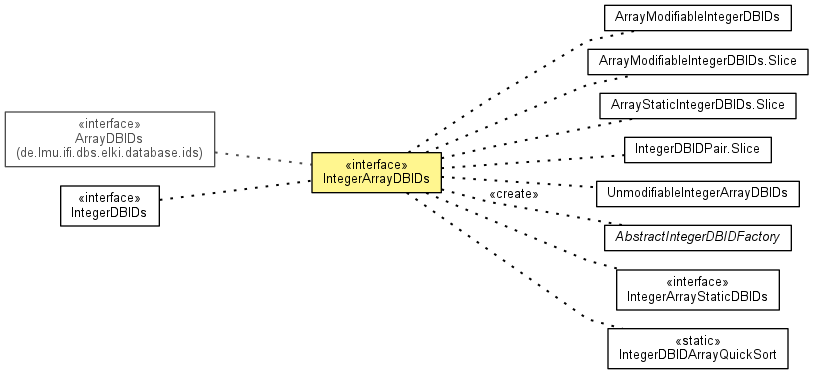 ArrayModifiableIntegerDBIDs
ArrayModifiableIntegerDBIDs.Slice
ArrayStaticIntegerDBIDs.Slice
«interface»
ArrayDBIDs
(de.lmu.ifi.dbs.elki.database.ids)
IntegerDBIDPair.Slice
«interface»
IntegerArrayDBIDs
«interface»
IntegerDBIDs
UnmodifiableIntegerArrayDBIDs
«create»
AbstractIntegerDBIDFactory
«interface»
IntegerArrayStaticDBIDs
«static»
IntegerDBIDArrayQuickSort